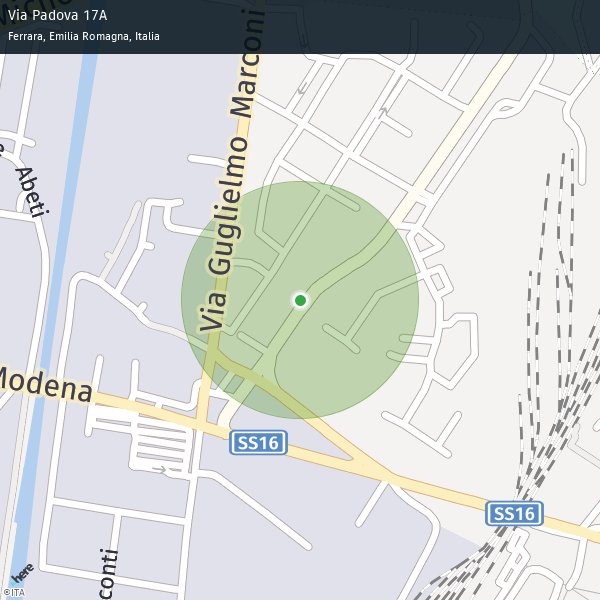 Via Padova 17A
Ferrara, Emilia Romagna, Italia
Via Guglielmo Marconi
Abeti
Modena
SS16
SS16
conti
here
©ITA